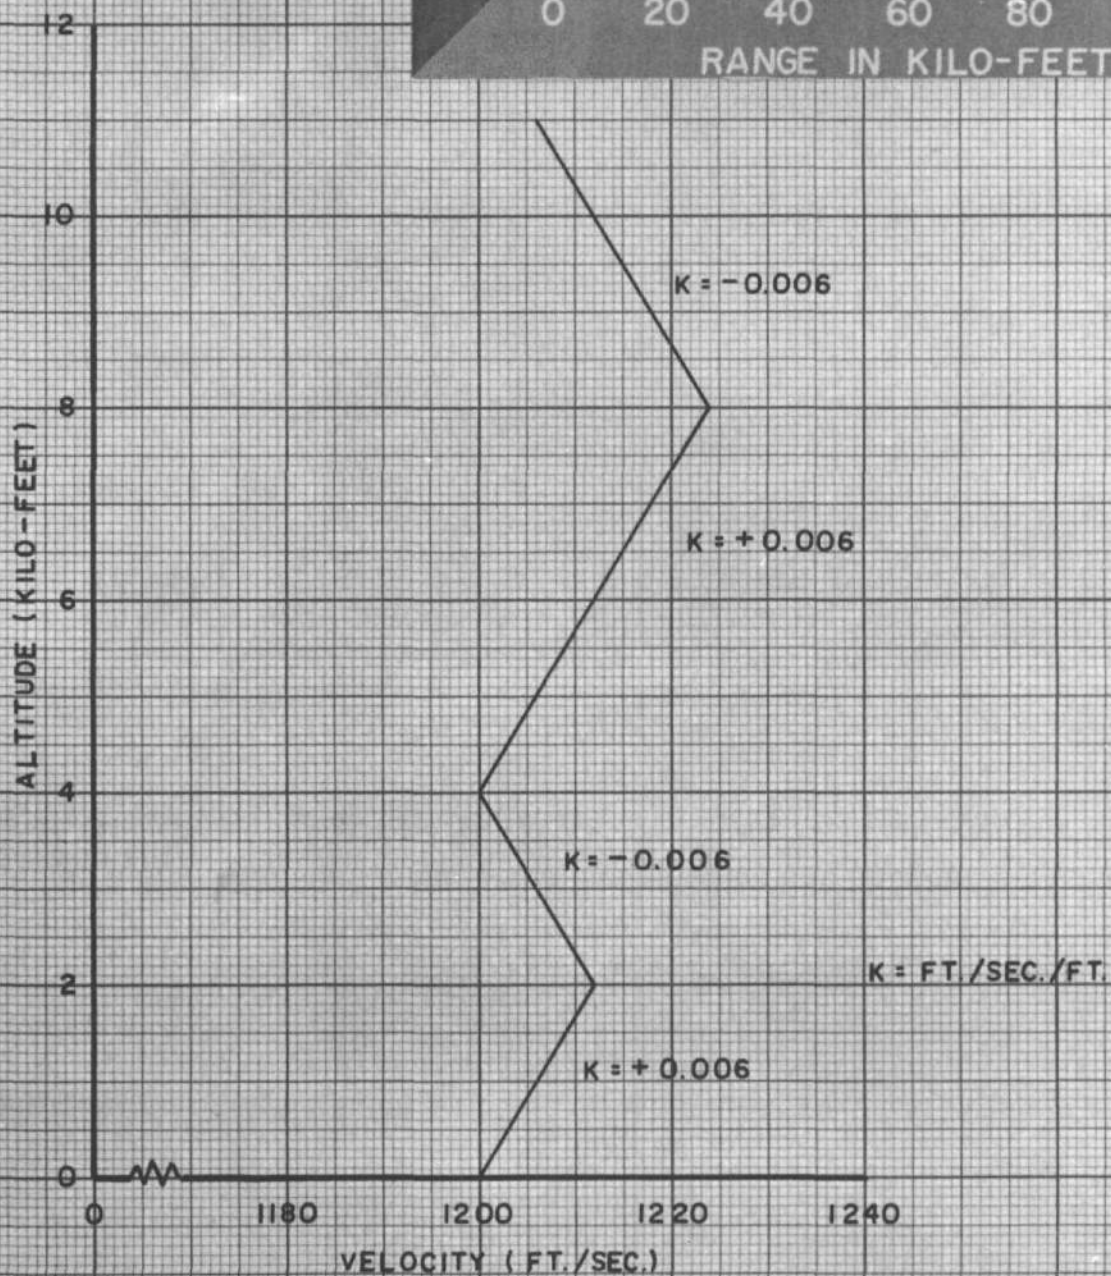 0 20 40 60 80
RANGE IN KILO-FEET
12
10
K = -0.006
8
K = +0.006
6
ALTITUDE (KILO-FEET)
4
K = -0.006
K = FT./SEC./FT.
2
K = +0.006
0
0 1180 1200 1220 1240
VELOCITY (FT./SEC.)